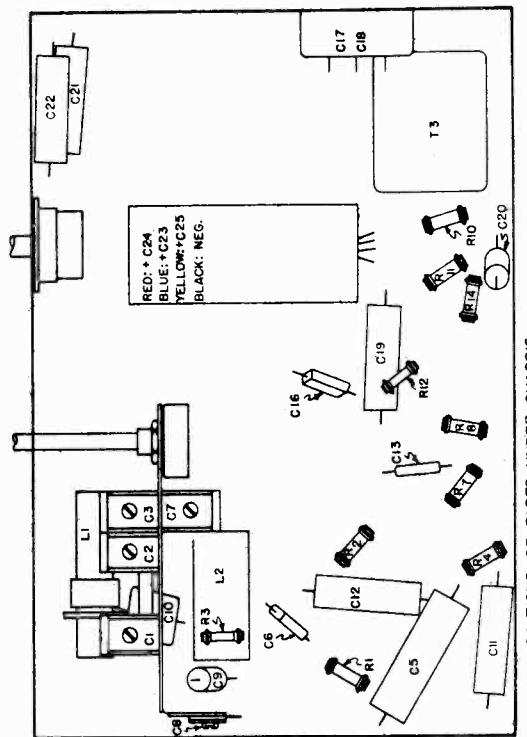 C22
C21
C17
C18
T3
RED: + C24
BLUE: +C23
YELLOW: +C25
BLACK: NEG.
R10
R11
R14
C20
C19
R12
C16
C13
R8
R7
R4
R2
L1
C3
C7
C2
C1
C10
L2
R3
C9
C8
C6
C12
R1
C5
C11